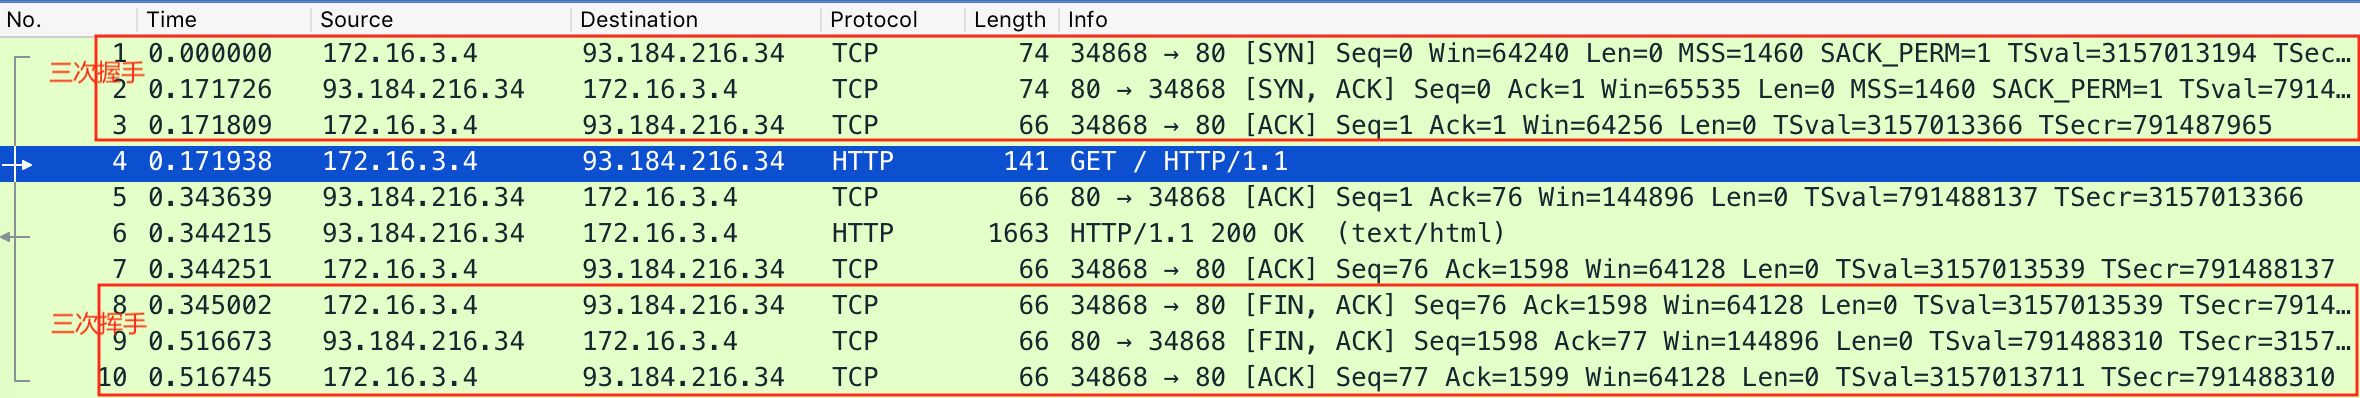 No. Time Source Destination Protocol Length Info
三次握手
1 0.000000 172.16.3.4 93.184.216.34 TCP 74 34868 → 80 [SYN] Seq=0 Win=64240 Len=0 MSS=1460 SACK_PERM=1 TSval=3157013194 TSec…
2 0.171726 93.184.216.34 172.16.3.4 TCP 74 80 → 34868 [SYN, ACK] Seq=0 Ack=1 Win=65535 Len=0 MSS=1460 SACK_PERM=1 TSval=7914…
3 0.171809 172.16.3.4 93.184.216.34 TCP 66 34868 → 80 [ACK] Seq=1 Ack=1 Win=64256 Len=0 TSval=3157013366 TSecr=791487965
4 0.171938 172.16.3.4 93.184.216.34 HTTP 141 GET / HTTP/1.1
5 0.343639 93.184.216.34 172.16.3.4 TCP 66 80 → 34868 [ACK] Seq=1 Ack=76 Win=144896 Len=0 TSval=791488137 TSecr=3157013366
6 0.344215 93.184.216.34 172.16.3.4 HTTP 1663 HTTP/1.1 200 OK (text/html)
7 0.344251 172.16.3.4 93.184.216.34 TCP 66 34868 → 80 [ACK] Seq=76 Ack=1598 Win=64128 Len=0 TSval=3157013539 TSecr=791488137
8 0.345002 172.16.3.4 93.184.216.34 TCP 66 34868 → 80 [FIN, ACK] Seq=76 Ack=1598 Win=64128 Len=0 TSval=3157013539 TSecr=7914…
三次挥手
9 0.516673 93.184.216.34 172.16.3.4 TCP 66 80 → 34868 [FIN, ACK] Seq=1598 Ack=77 Win=144896 Len=0 TSval=791488310 TSecr=3157…
10 0.516745 172.16.3.4 93.184.216.34 TCP 66 34868 → 80 [ACK] Seq=77 Ack=1599 Win=64128 Len=0 TSval=3157013711 TSecr=791488310